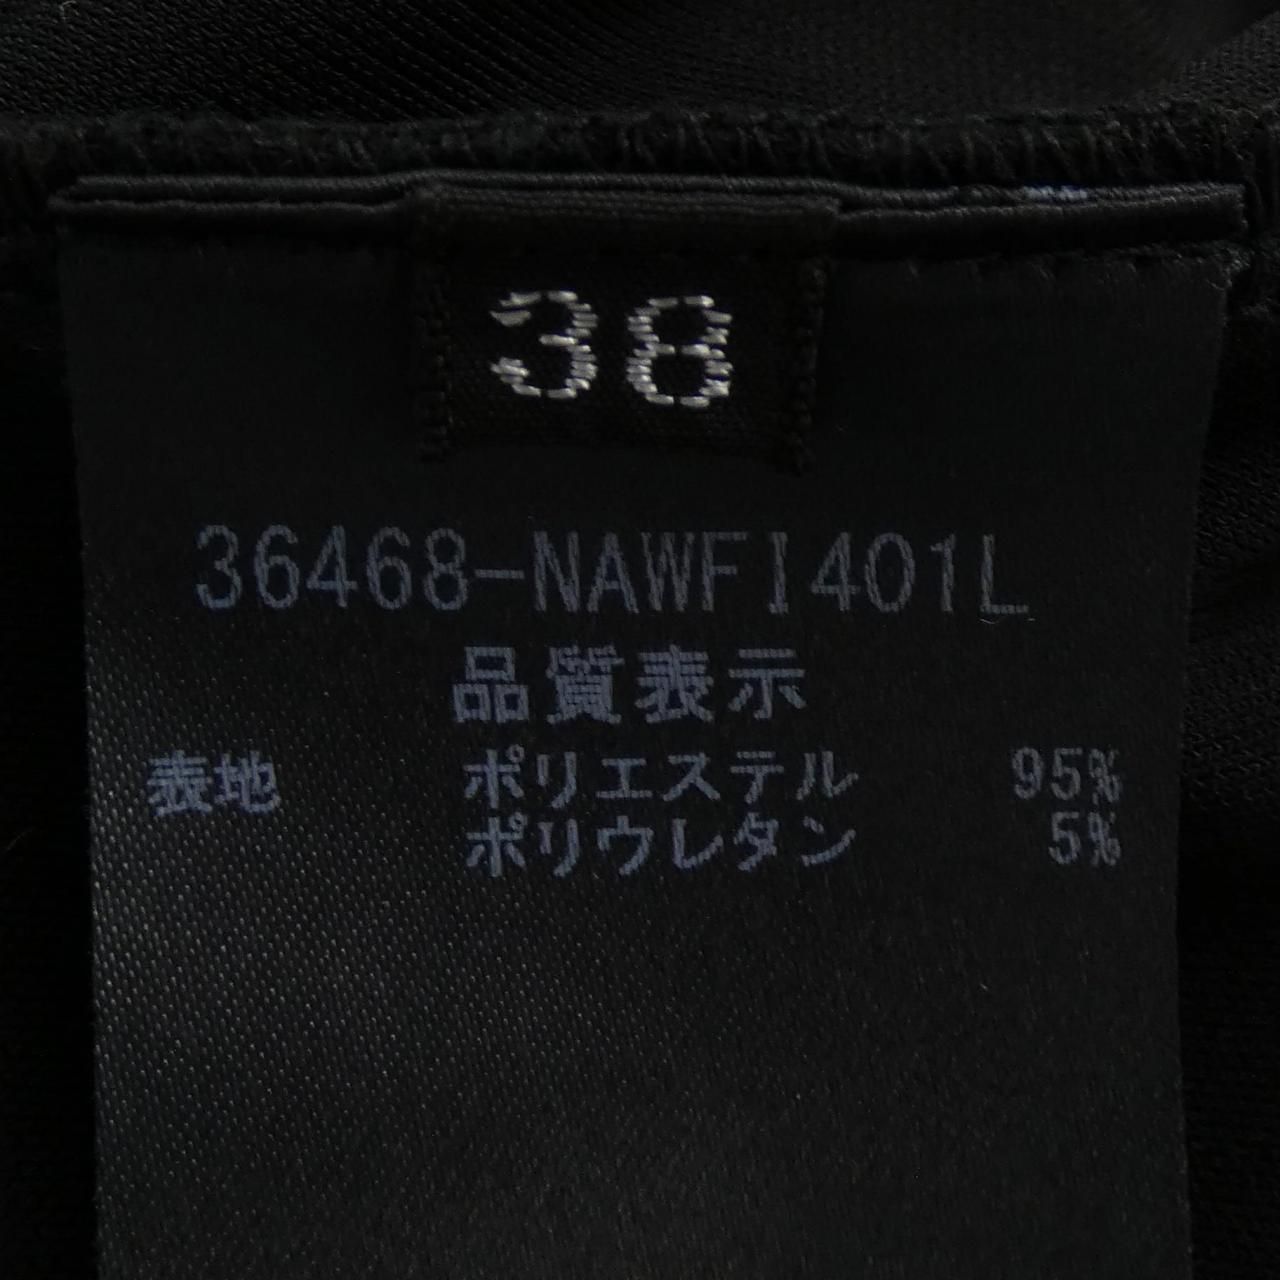 38
36468-NAWFI401L
品質表示
表地 ポリエステル 95%
ポリウレタン 5%